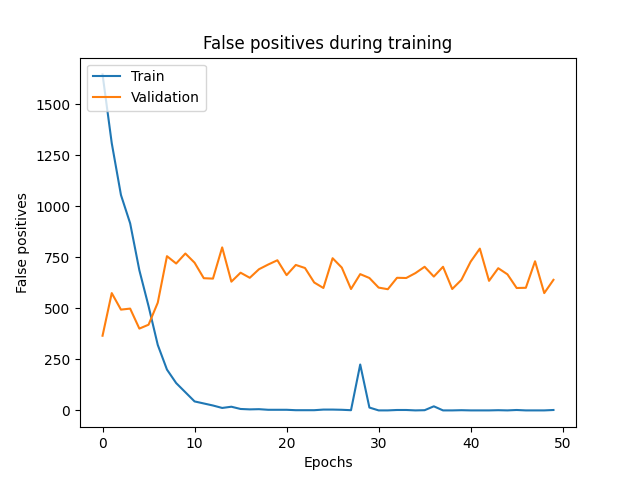 False positives during training
Train
Validation
1500
1250
1000
750
500
250
0
False positives
0 10 20 30 40 50
Epochs